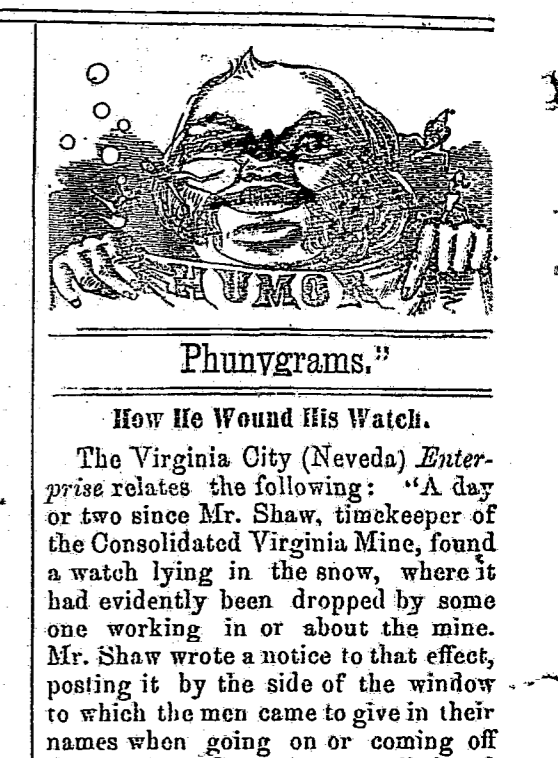 HUMOR
Phunygrams."
How He Wound His Watch.
The Virginia City (Neveda) Enter-
prise relates the following: "A day
or two since Mr. Shaw, timekeeper of
the Consolidated Virginia Mine, found
a watch lying in the snow, where it
had evidently been dropped by some
one working in or about the mine.
Mr. Shaw wrote a notice to that effect,
posting it by the side of the window
to which the men came to give in their
names when going on or coming off